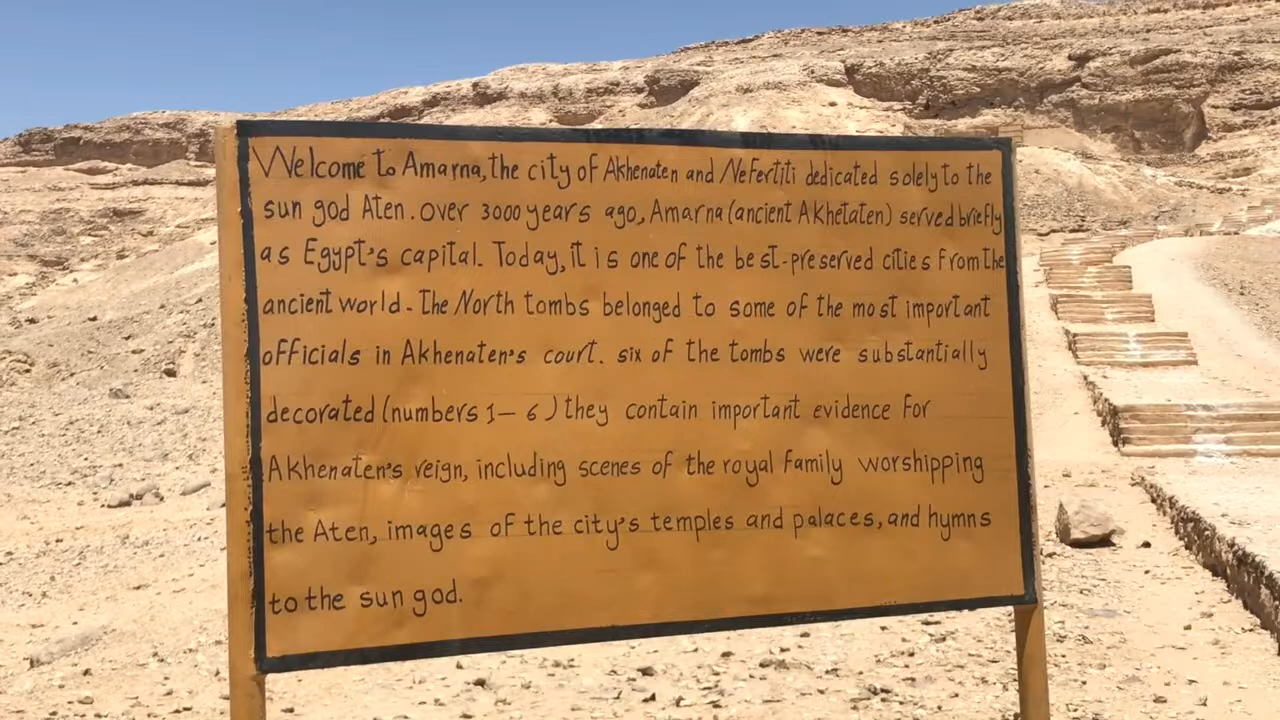 Welcome to Amarna, the city of Akhenaten and Nefertiti dedicated solely to the
sun god Aten. Over 3000 years ago, Amarna (ancient Akhetaten) served briefly
as Egypt's capital. Today, it is one of the best-preserved cities from the
ancient world. The North tombs belonged to some of the most important
officials in Akhenaten's court. six of the tombs were substantially
decorated (numbers 1-6) they contain important evidence for
Akhenaten's reign, including scenes of the royal family worshipping
the Aten, images of the city's temples and palaces, and hymns
to the sun god.